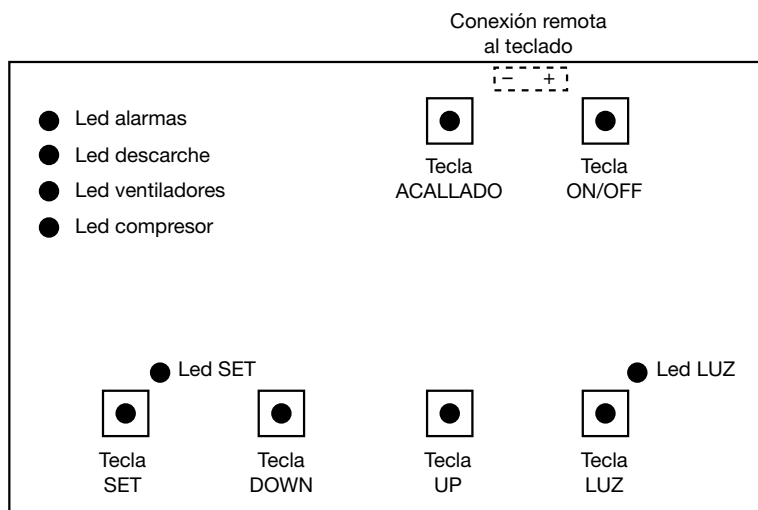 Conexión remota
al teclado
− +
Led alarmas
Led descarche
Led ventiladores
Led compresor
Tecla
ACALLADO
Tecla
ON/OFF
Led SET
Led LUZ
Tecla
SET
Tecla
DOWN
Tecla
UP
Tecla
LUZ